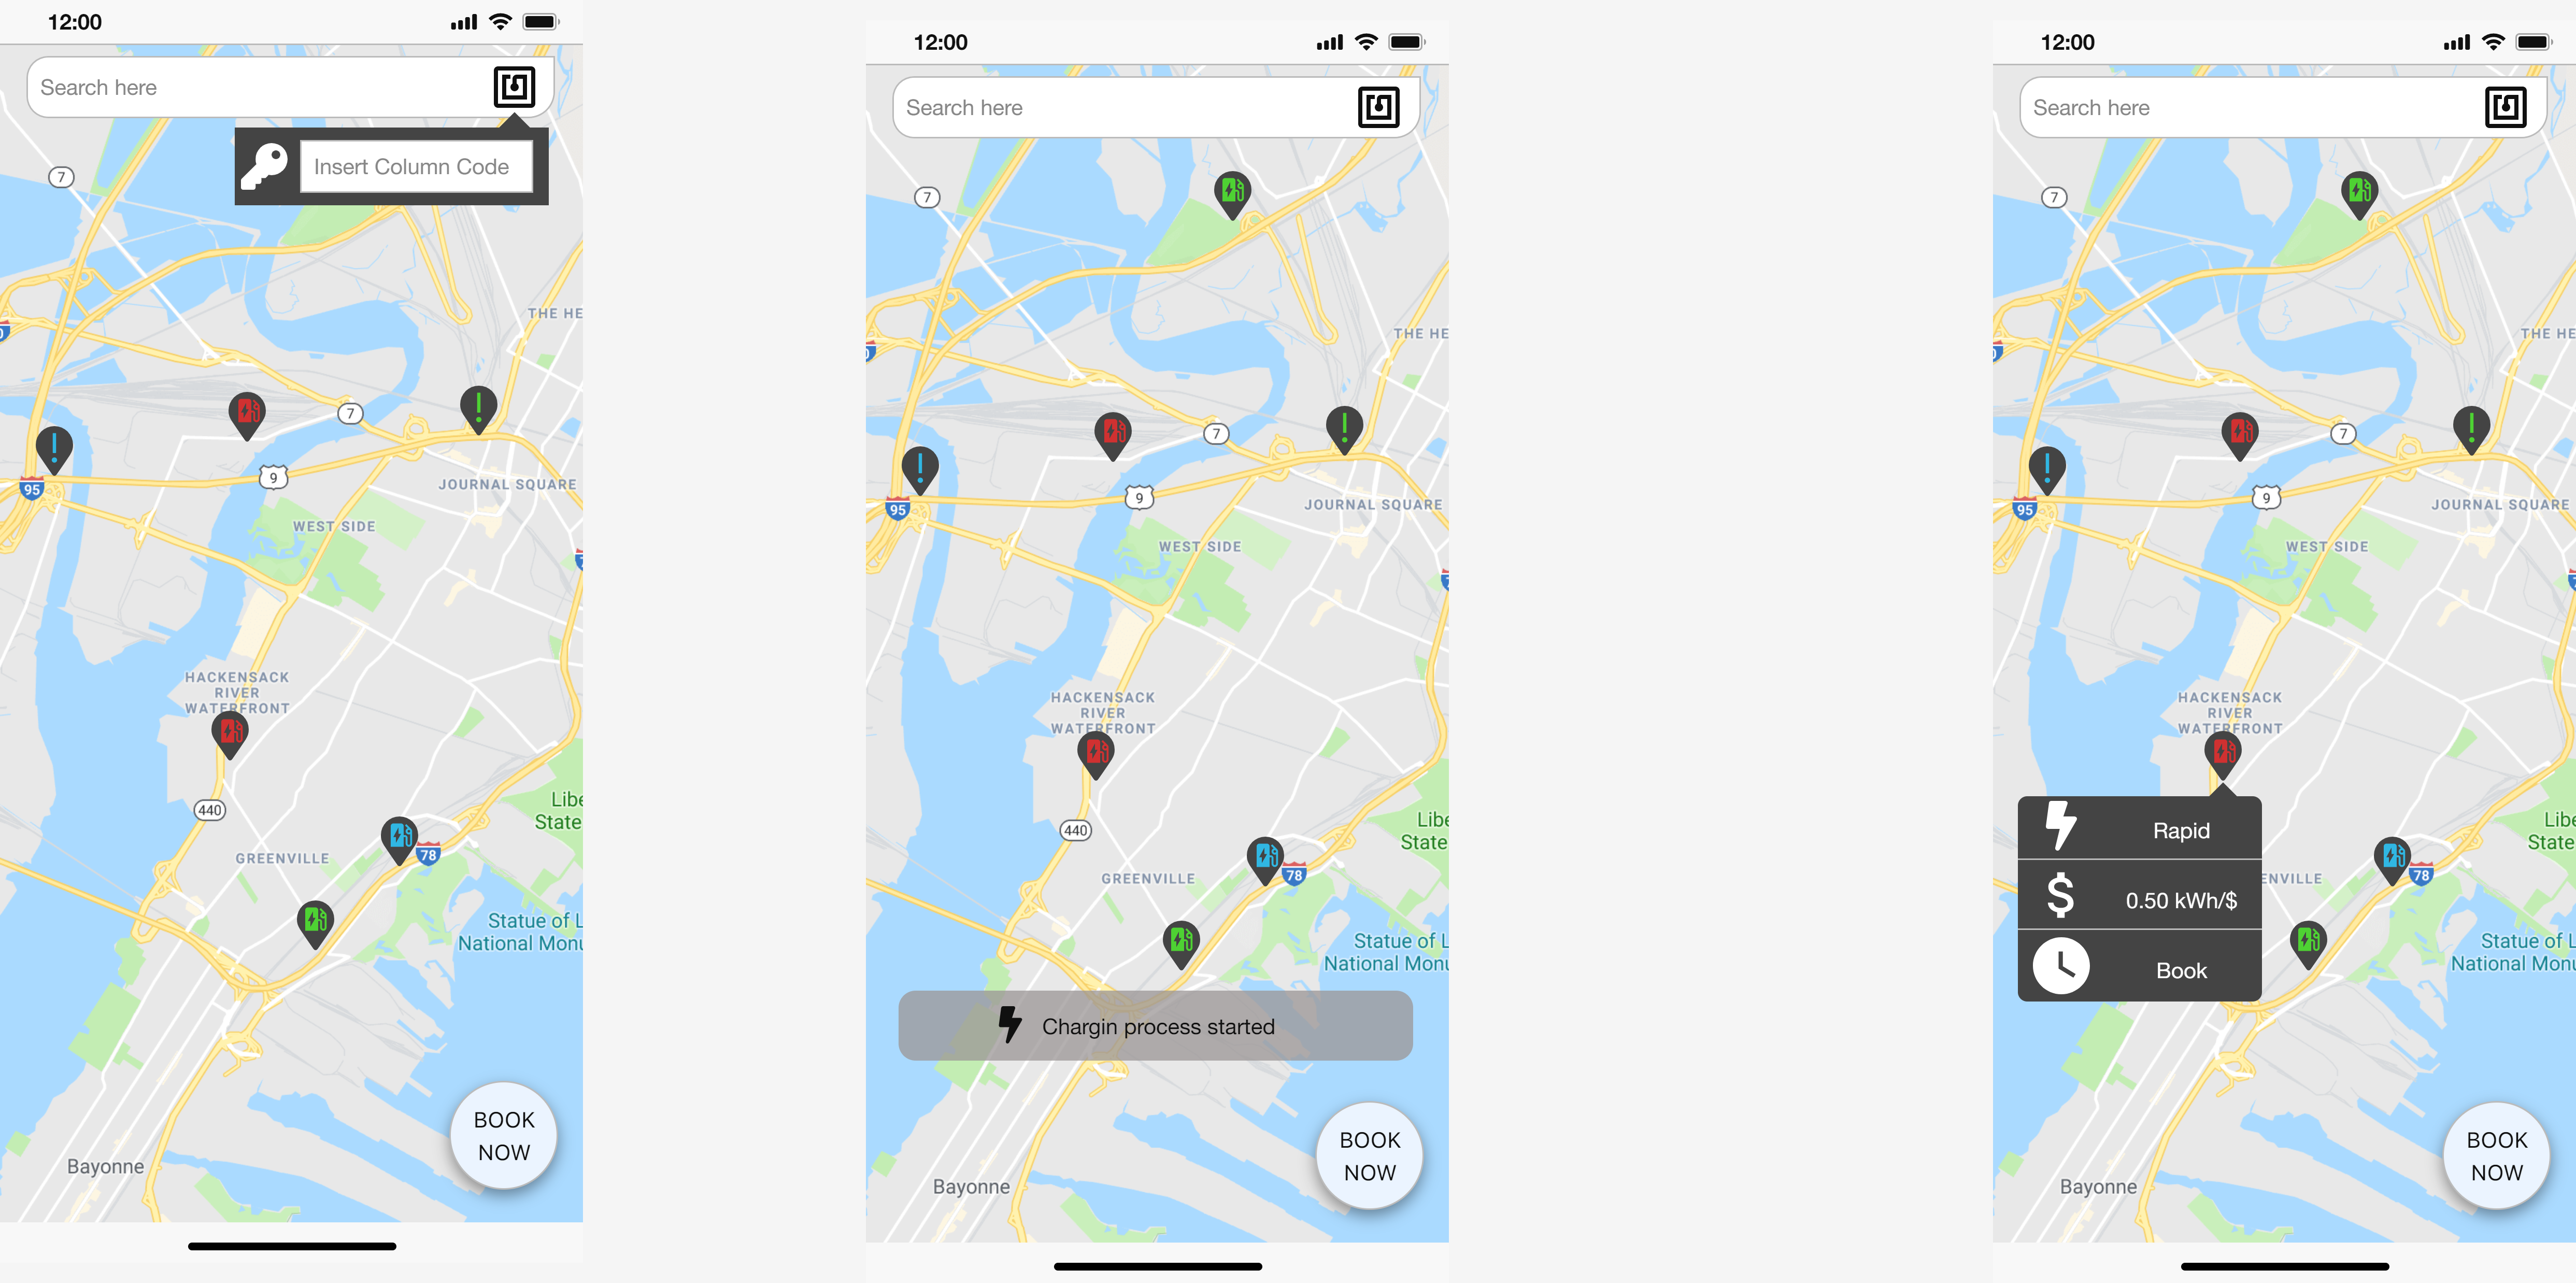 12:00
Search here
Insert Column Code
7
THE HE
7
9
95
JOURNAL SQUARE
WEST SIDE
HACKENSACK
RIVER
WATERFRONT
440
Libe
State
78
GREENVILLE
Statue of L
National Monu
BOOK
NOW
Bayonne
12:00
Search here
7
THE HE
7
9
95
JOURNAL SQUARE
WEST SIDE
HACKENSACK
RIVER
WATERFRONT
440
Libe
State
78
GREENVILLE
Statue of L
National Monu
Chargin process started
BOOK
NOW
Bayonne
12:00
Search here
7
THE HE
7
9
95
JOURNAL SQUARE
WEST SIDE
HACKENSACK
RIVER
WATERFRONT
Rapid
Libe
State
78
ENVILLE
$ 0.50 kWh/$
Statue of L
National Monu
Book
BOOK
NOW
Bayonne